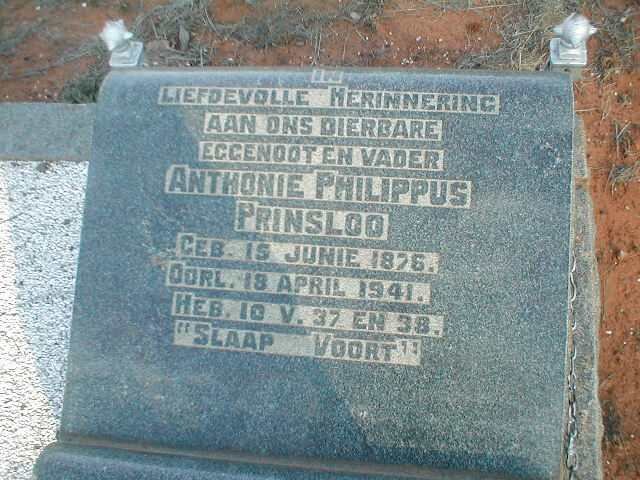 IN
LIEFDEVOLLE HERINNERING
AAN ONS DIERBARE
EGGENOOT EN VADER
ANTHONIE PHILIPPUS
PRINSLOO
GEB. 15 JUNIE 1876.
OORL. 18 APRIL 1941.
HEB. 10 V. 37 EN 38.
"SLAAP VOORT"